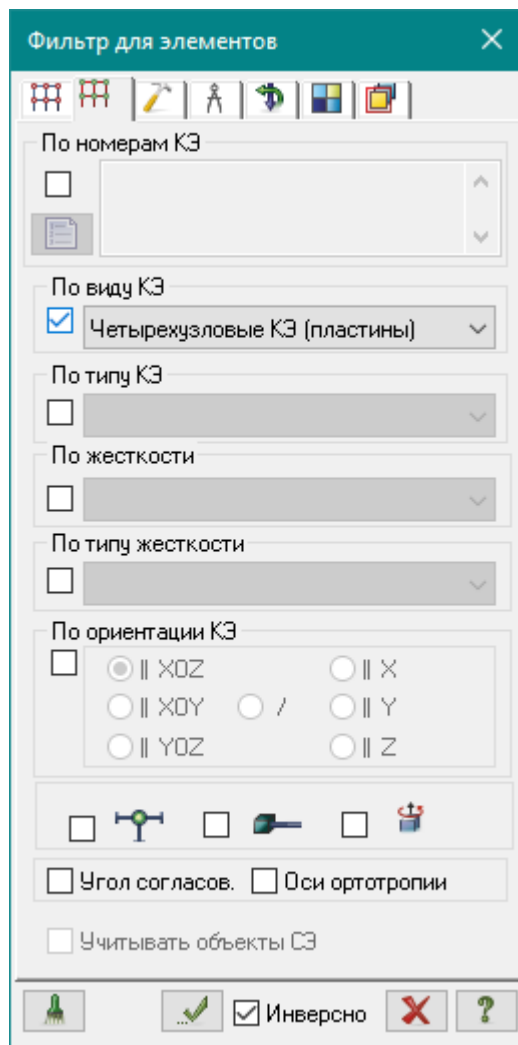 Фильтр для элементов
По номерам КЭ
По виду КЭ
Четырехузловые КЭ (пластины)
По типу КЭ
По жесткости
По типу жесткости
По ориентации КЭ
|| XOZ || X
|| XOY / || Y
|| YOZ || Z
Угол согласов. Оси ортотропии
Учитывать объекты СЭ
Инверсно
?